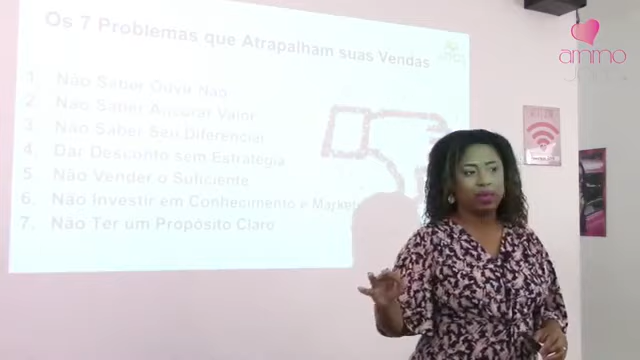 Os 7 Problemas que Atrapalham suas Vendas
1. Não Saber Ouvir Não
2. Não Saber Ancorar Valor
3. Não Saber Seu Diferencial
4. Dar Desconto sem Estratégia
5. Não Vender o Suficiente
6. Não Investir em Conhecimento e Market
7. Não Ter um Propósito Claro
ammo